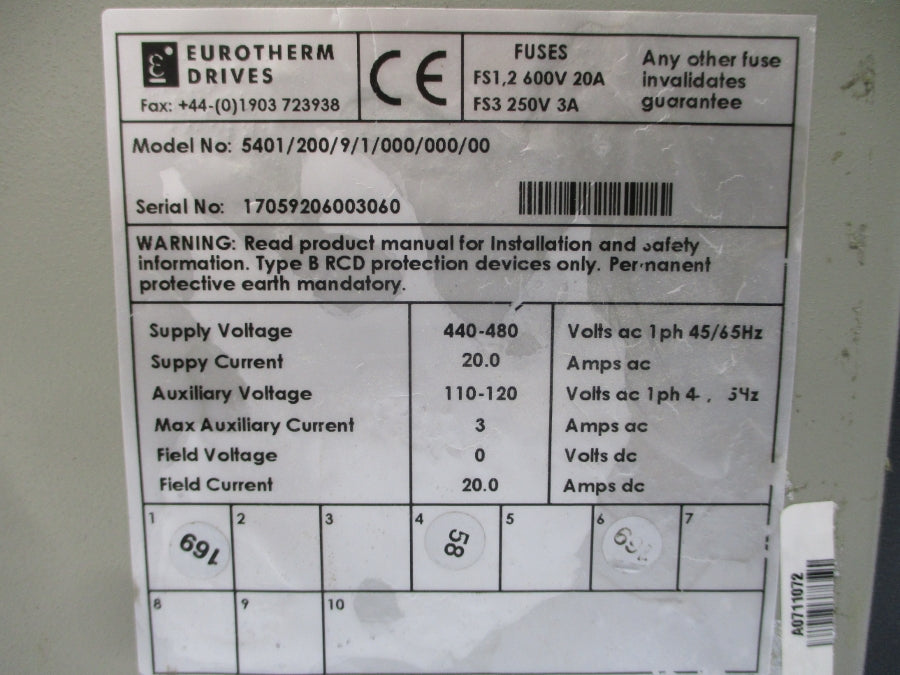 EUROTHERM
DRIVES
Fax: +44-(0)1903 723938
CE
FUSES
FS1,2 600V 20A
FS3 250V 3A
Any other fuse
invalidates
guarantee
Model No: 5401/200/9/1/000/000/00
Serial No: 17059206003060
WARNING: Read product manual for Installation and safety
information. Type B RCD protection devices only. Permanent
protective earth mandatory.
Supply Voltage 440-480 Volts ac 1ph 45/65Hz
Suppy Current 20.0 Amps ac
Auxiliary Voltage 110-120 Volts ac 1ph
Max Auxiliary Current 3 Amps ac
Field Voltage 0 Volts dc
Field Current 20.0 Amps dc
1 2 3 4 5 6 7
169 58
8 9 10
A0711072